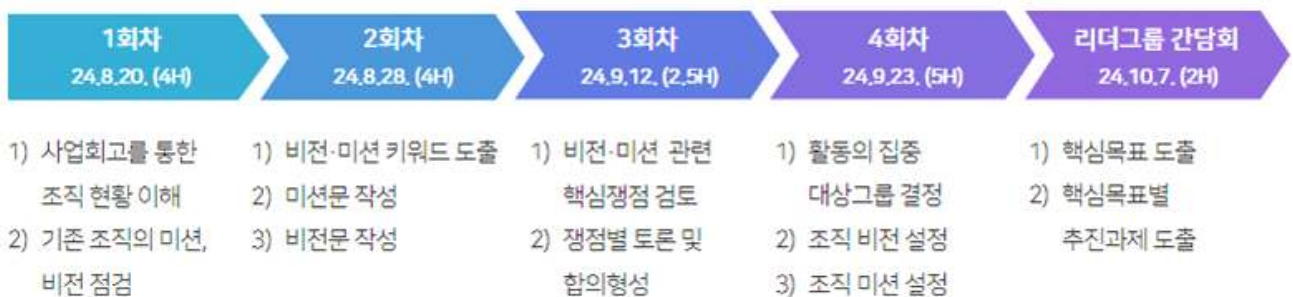 1회차
24.8.20. (4H)
2회차
24.8.28. (4H)
3회차
24.9.12. (2.5H)
4회차
24.9.23. (5H)
리더그룹 간담회
24.10.7. (2H)
1) 사업회고를 통한
조직 현황 이해
2) 기존 조직의 미션,
비전 점검
1) 비전·미션 키워드 도출
2) 미션문 작성
3) 비전문 작성
1) 비전·미션 관련
핵심쟁점 검토
2) 쟁점별 토론 및
합의형성
1) 활동의 집중
대상그룹 결정
2) 조직 비전 설정
3) 조직 미션 설정
1) 핵심목표 도출
2) 핵심목표별
추진과제 도출